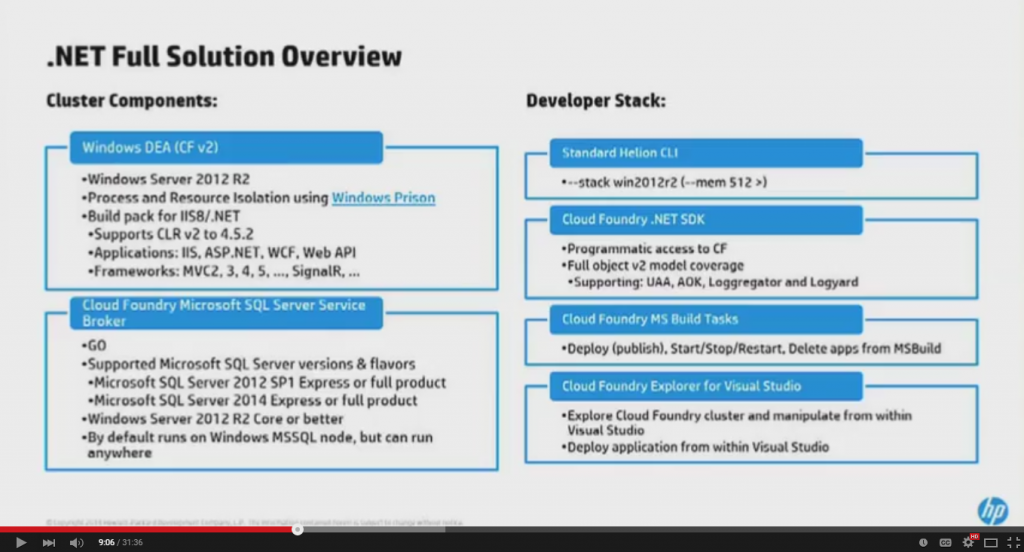 .NET Full Solution Overview
Cluster Components:
Windows DEA (CF v2)
•Windows Server 2012 R2
•Process and Resource Isolation using Windows Prison
•Build pack for IIS8/.NET
•Supports CLR v2 to 4.5.2
•Applications: IIS, ASP.NET, WCF, Web API
•Frameworks: MVC2, 3, 4, 5, ..., SignalR, ...
Cloud Foundry Microsoft SQL Server Service
Broker
•GO
•Supported Microsoft SQL Server versions & flavors
•Microsoft SQL Server 2012 SP1 Express or full product
•Microsoft SQL Server 2014 Express or full product
•Windows Server 2012 R2 Core or better
•By default runs on Windows MSSQL node, but can run
anywhere
Developer Stack:
Standard Helion CLI
•--stack win2012r2 (--mem 512 >)
Cloud Foundry .NET SDK
•Programmatic access to CF
•Full object v2 model coverage
•Supporting: UAA, AOK, Loggregator and Logyard
Cloud Foundry MS Build Tasks
•Deploy (publish), Start/Stop/Restart, Delete apps from MSBuild
Cloud Foundry Explorer for Visual Studio
•Explore Cloud Foundry cluster and manipulate from within
Visual Studio
•Deploy application from within Visual Studio
hp
9:06 / 31:36
CC
HD